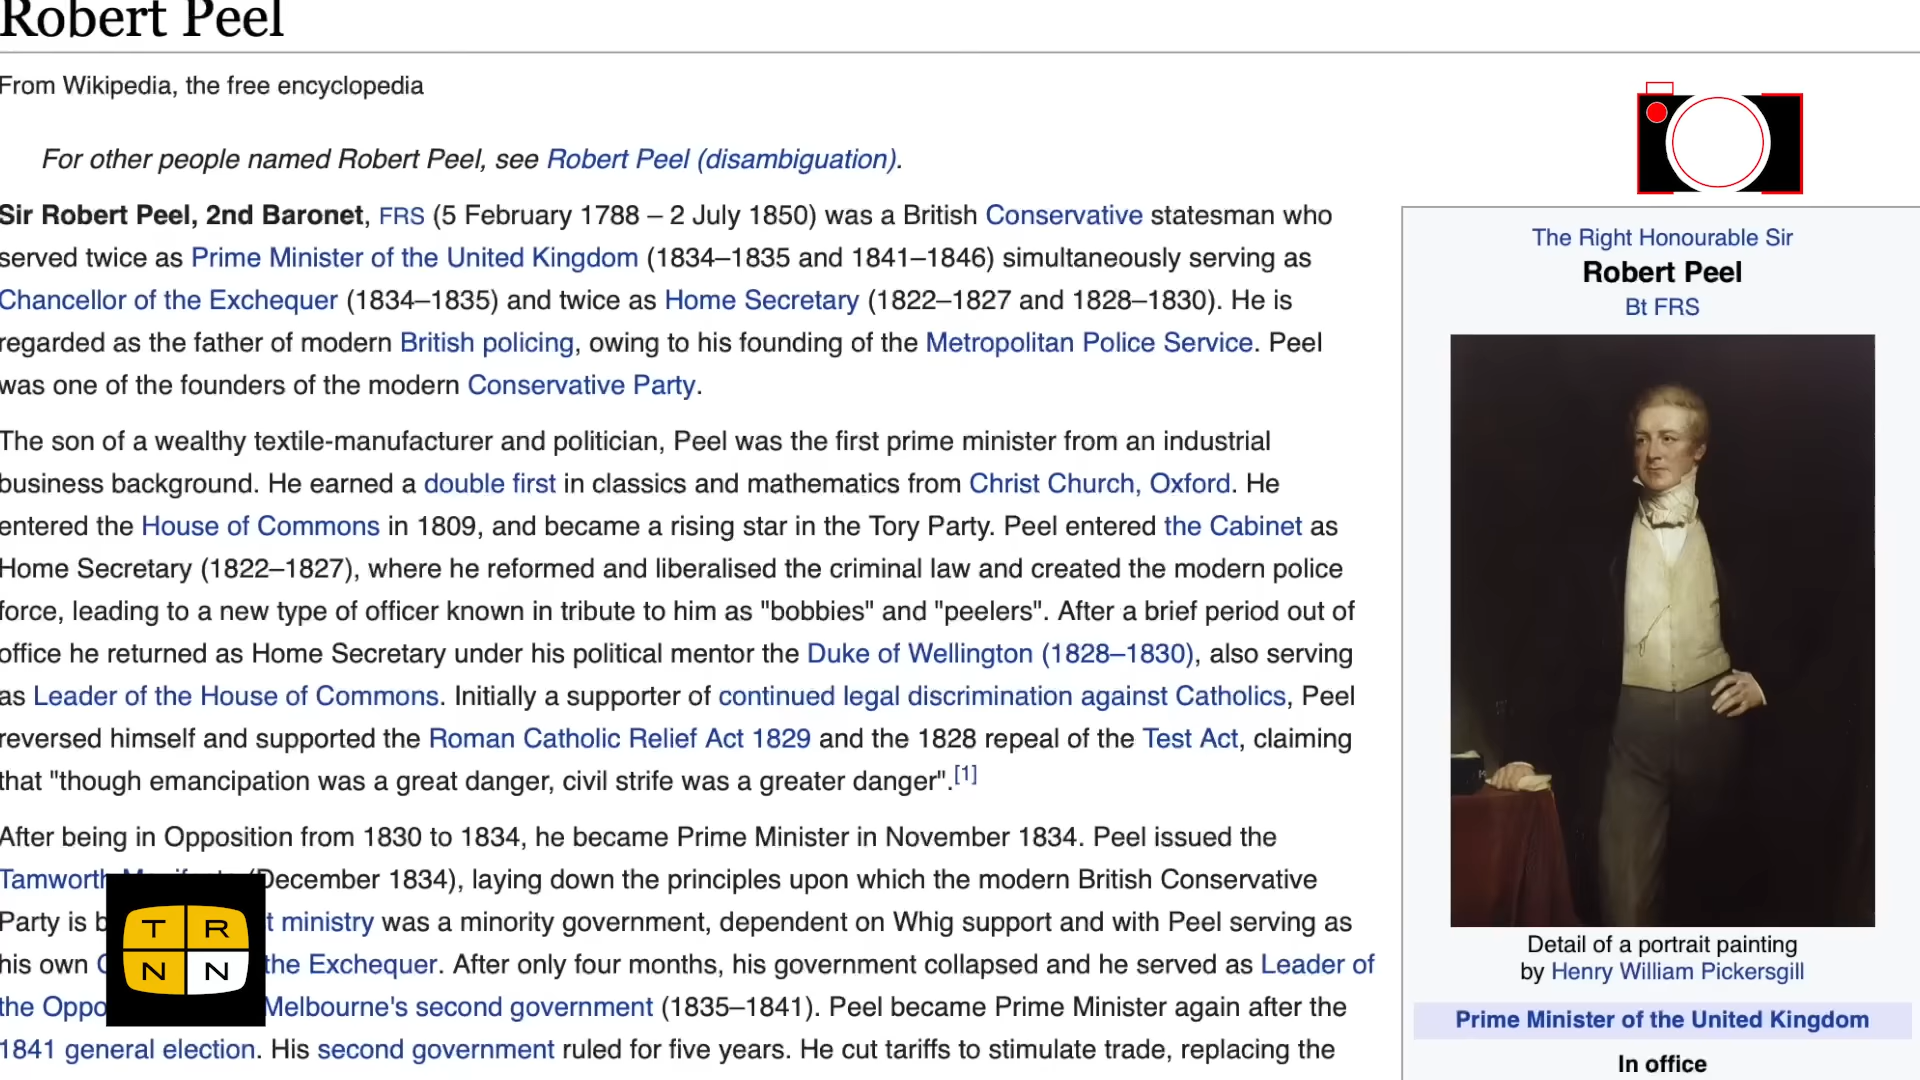 Robert Peel
From Wikipedia, the free encyclopedia
For other people named Robert Peel, see Robert Peel (disambiguation).
Sir Robert Peel, 2nd Baronet, FRS (5 February 1788 – 2 July 1850) was a British Conservative statesman who
served twice as Prime Minister of the United Kingdom (1834–1835 and 1841–1846) simultaneously serving as
Chancellor of the Exchequer (1834–1835) and twice as Home Secretary (1822–1827 and 1828–1830). He is
regarded as the father of modern British policing, owing to his founding of the Metropolitan Police Service. Peel
was one of the founders of the modern Conservative Party.
The son of a wealthy textile-manufacturer and politician, Peel was the first prime minister from an industrial
business background. He earned a double first in classics and mathematics from Christ Church, Oxford. He
entered the House of Commons in 1809, and became a rising star in the Tory Party. Peel entered the Cabinet as
Home Secretary (1822–1827), where he reformed and liberalised the criminal law and created the modern police
force, leading to a new type of officer known in tribute to him as "bobbies" and "peelers". After a brief period out of
office he returned as Home Secretary under his political mentor the Duke of Wellington (1828–1830), also serving
as Leader of the House of Commons. Initially a supporter of continued legal discrimination against Catholics, Peel
reversed himself and supported the Roman Catholic Relief Act 1829 and the 1828 repeal of the Test Act, claiming
that "though emancipation was a great danger, civil strife was a greater danger".[1]
After being in Opposition from 1830 to 1834, he became Prime Minister in November 1834. Peel issued the
Tamworth (December 1834), laying down the principles upon which the modern British Conservative
Party is ministry was a minority government, dependent on Whig support and with Peel serving as
his own the Exchequer. After only four months, his government collapsed and he served as Leader of
the Melbourne's second government (1835–1841). Peel became Prime Minister again after the
1841 general election. His second government ruled for five years. He cut tariffs to stimulate trade, replacing the
T R
N N
The Right Honourable Sir
Robert Peel
Bt FRS
Detail of a portrait painting
by Henry William Pickersgill
Prime Minister of the United Kingdom
In office